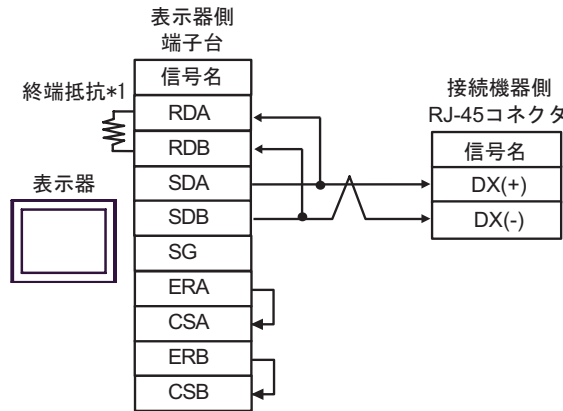 表示器側
端子台
信号名
終端抵抗*1
RDA
RDB
SDA
SDB
SG
ERA
CSA
ERB
CSB
表示器
接続機器側
RJ-45コネクタ
信号名
DX(+)
DX(-)